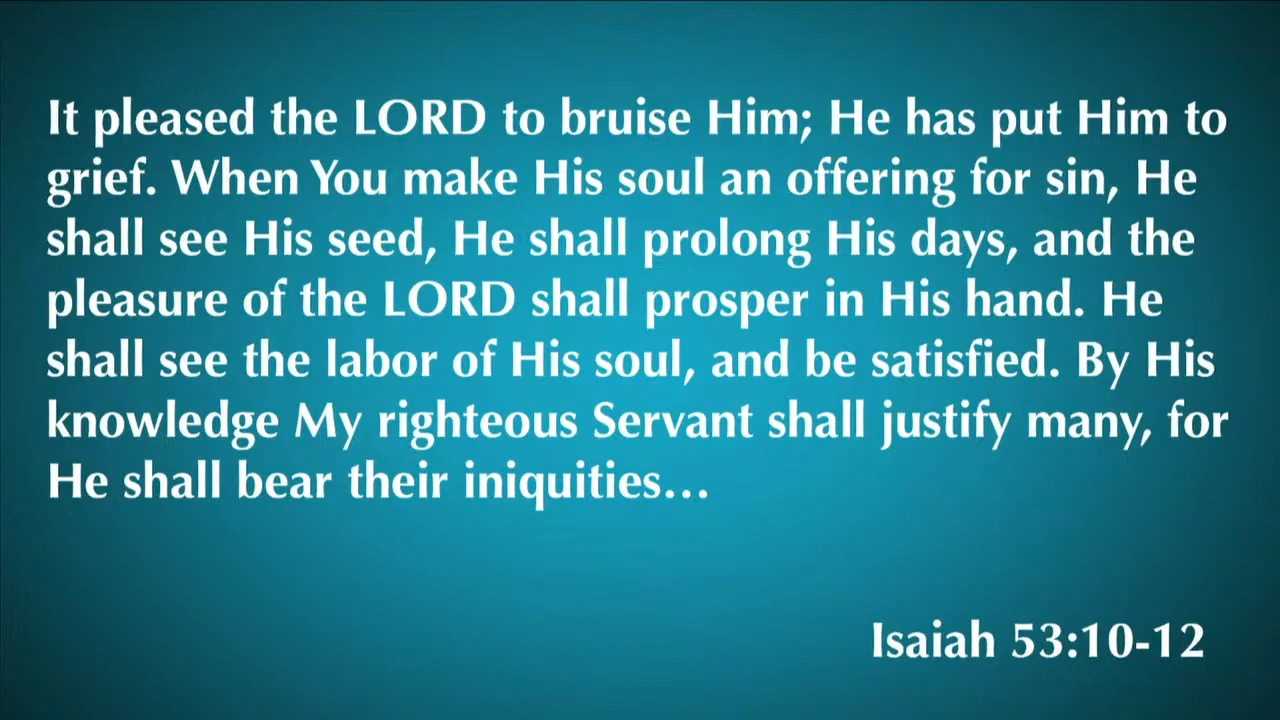 It pleased the LORD to bruise Him; He has put Him to
grief. When You make His soul an offering for sin, He
shall see His seed, He shall prolong His days, and the
pleasure of the LORD shall prosper in His hand. He
shall see the labor of His soul, and be satisfied. By His
knowledge My righteous Servant shall justify many, for
He shall bear their iniquities…
Isaiah 53:10-12